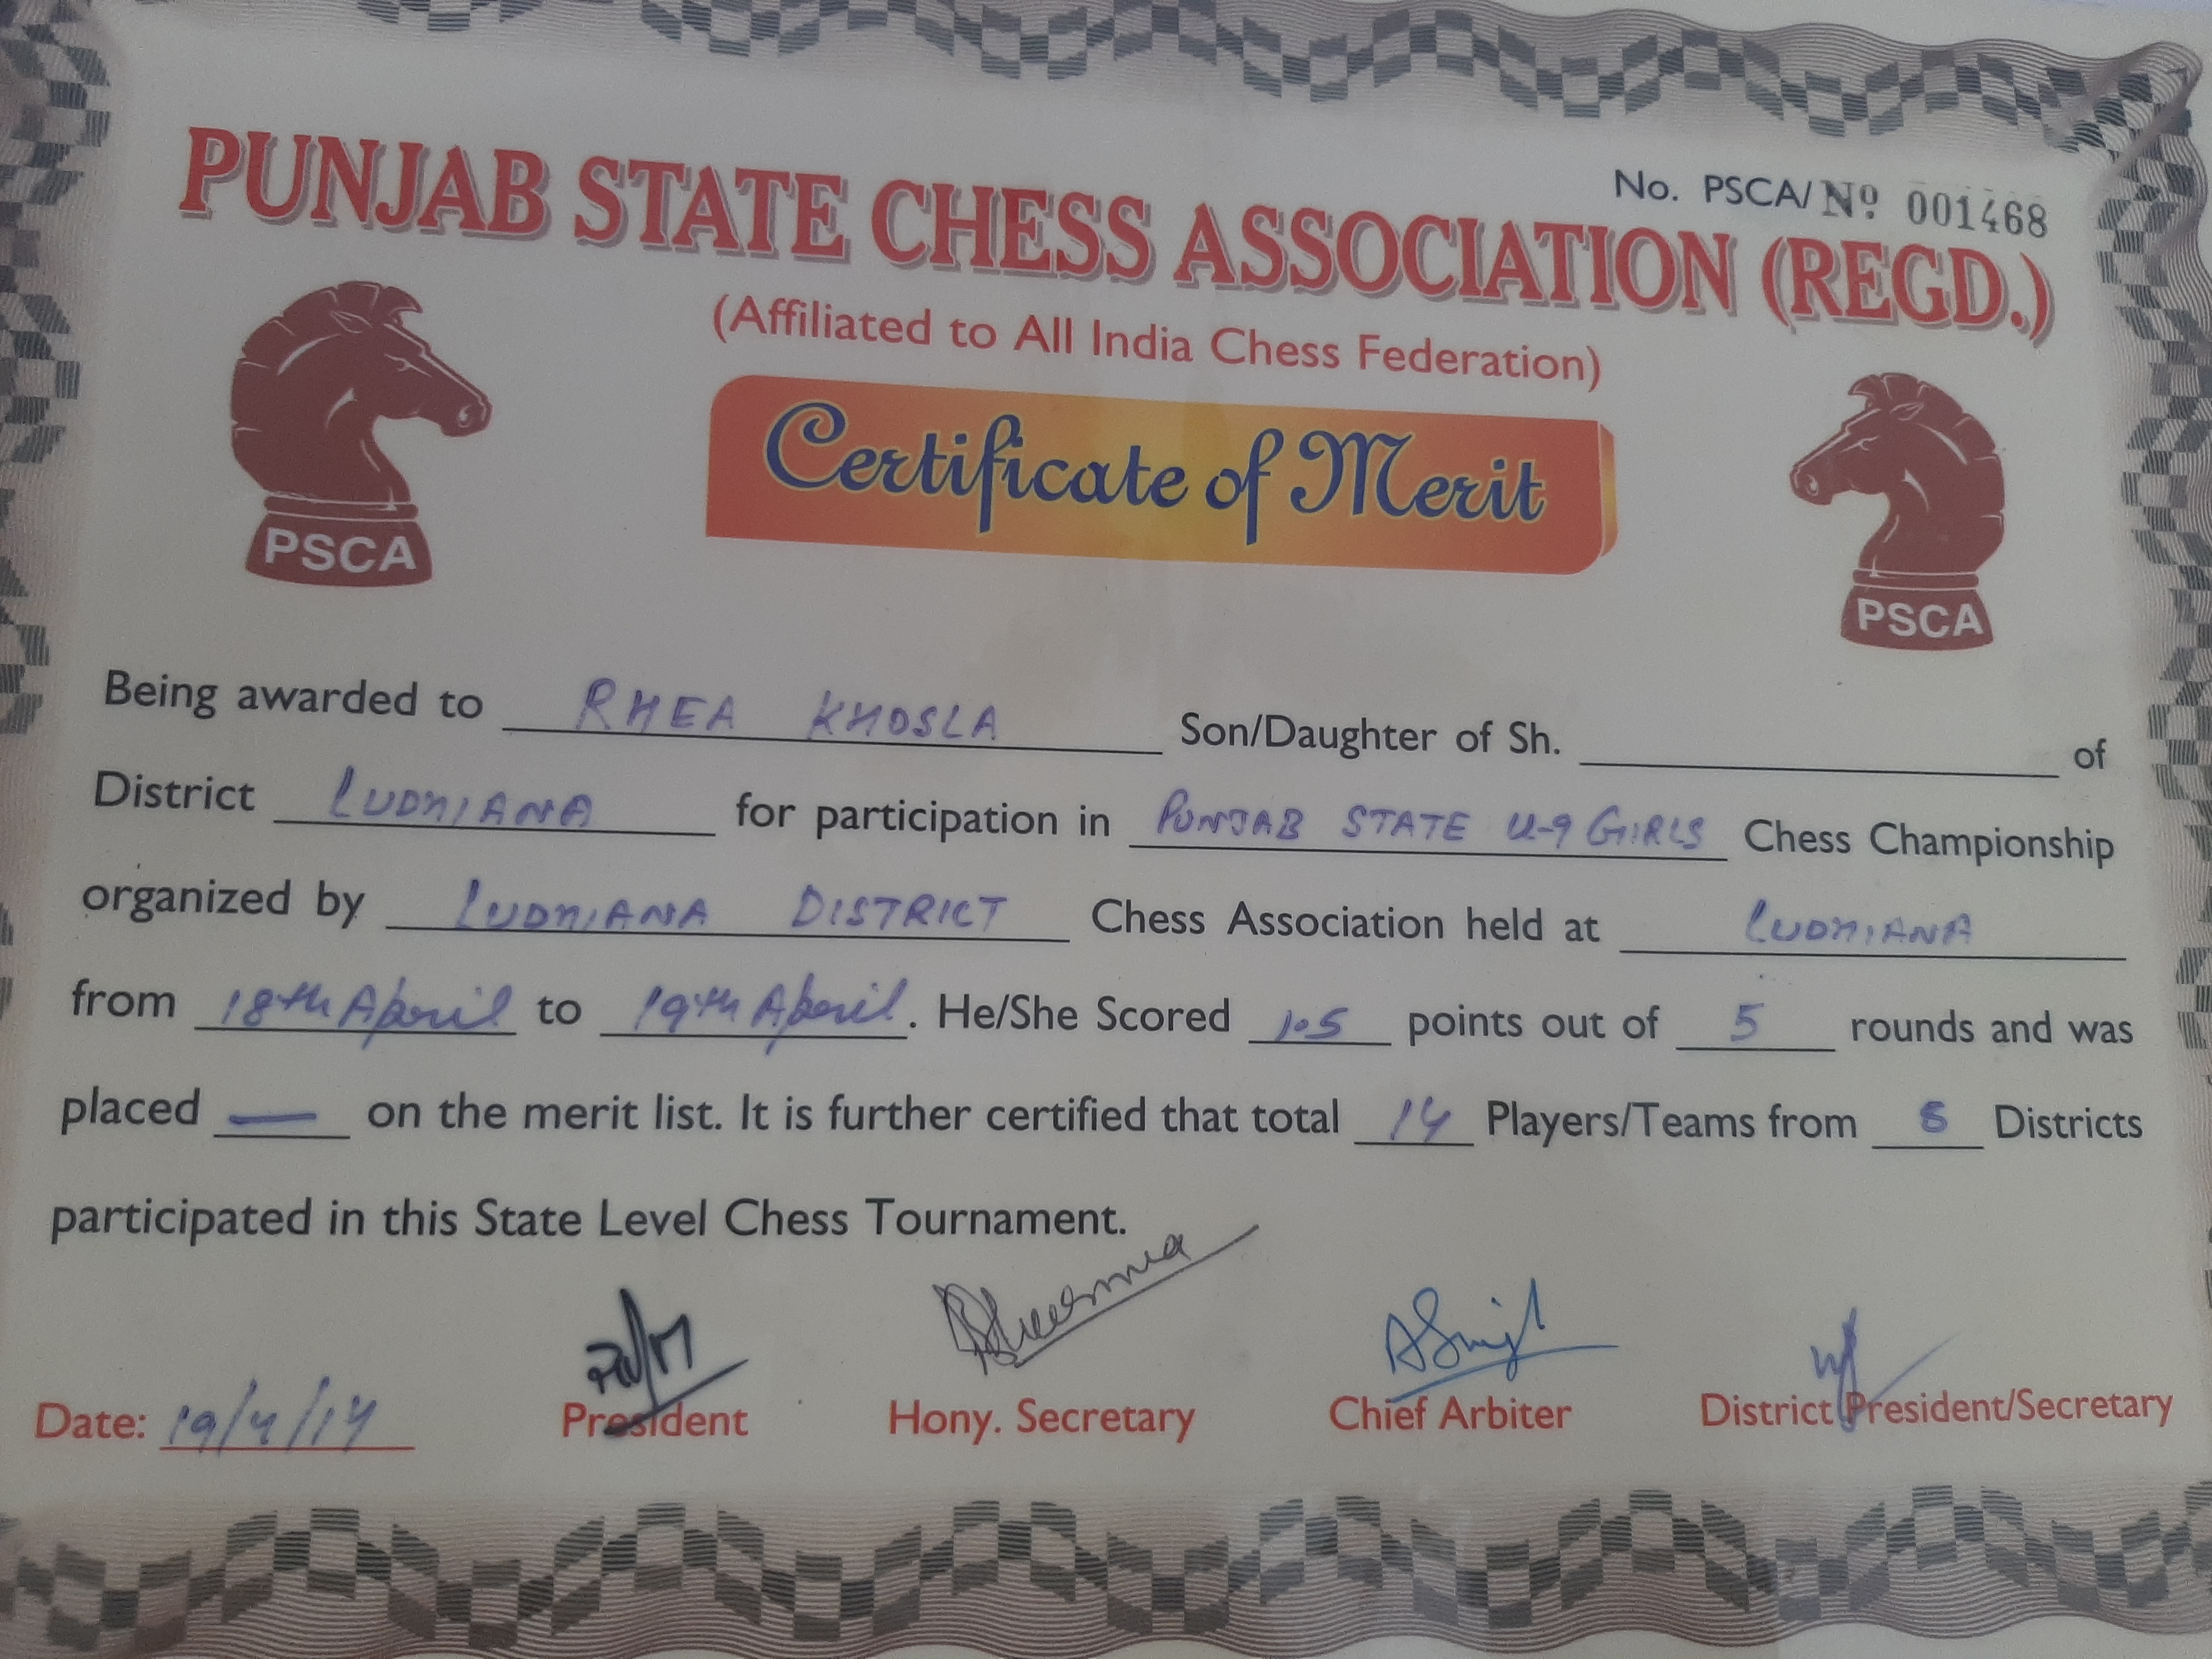 No. PSCA/ Nº 001468
PUNJAB STATE CHESS ASSOCIATION (REGD.)
(Affiliated to All India Chess Federation)
Certificate of Merit
PSCA
PSCA
Being awarded to RHEA KHOSLA Son/Daughter of Sh. of
District LUDHIANA for participation in PUNJAB STATE U-9 GIRLS Chess Championship
organized by LUDHIANA DISTRICT Chess Association held at LUDHIANA
from 18th April to 19th April. He/She Scored 1.5 points out of 5 rounds and was
placed — on the merit list. It is further certified that total 14 Players/Teams from Districts
participated in this State Level Chess Tournament.
Date: 19/4/14 President Hony. Secretary Chief Arbiter District President/Secretary